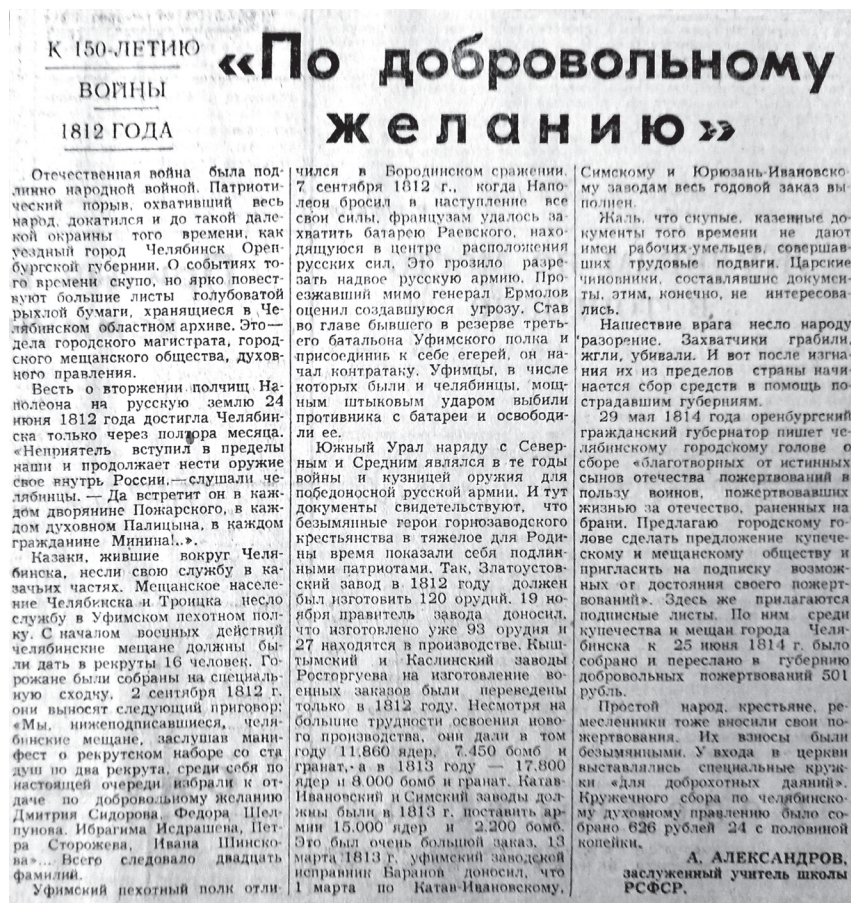 К 150-ЛЕТИЮ
ВОЙНЫ
1812 ГОДА
«По добровольному
желанию»
Отечественная война была под-
линно народной войной. Патриоти-
ческий порыв, охвативший весь
народ, докатился и до такой дале-
кой окраины того времени, как
уездный город Челябинск Орен-
бургской губернии. О событиях то-
го времени скупо, но ярко повест-
вуют большие листы голубоватой
рыхлой бумаги, хранящиеся в Че-
лябинском областном архиве. Это—
дела городского магистрата, город-
ского мещанского общества, духов-
ного правления.
Весть о вторжении полчищ На-
полеона на русскую землю 24
июня 1812 года достигла Челябин-
ска только через полтора месяца.
«Неприятель вступил в пределы
наши и продолжает нести оружие
свое внутрь России,—слушали че-
лябинцы. — Да встретит он в каж-
дом дворянине Пожарского, в каж-
дом духовном Палицына, в каждом
гражданине Минина!..».
Казаки, жившие вокруг Челя-
бинска, несли свою службу в ка-
зачьих частях. Мещанское населе-
ние Челябинска и Троицка несло
службу в Уфимском пехотном пол-
ку. С началом военных действий
челябинские мещане должны бы-
ли дать в рекруты 16 человек. Го-
рожане были собраны на специаль-
ную сходку. 2 сентября 1812 г.
они выносят следующий приговор:
«Мы, нижеподписавшиеся, челя-
бинские мещане, заслушав мани-
фест о рекрутском наборе со ста
душ по два рекрута, среди себя по
настоящей очереди избрали к от-
даче по добровольному желанию
Дмитрия Сидорова, Федора Шел-
пунова, Ибрагима Исдрашева, Пет-
ра Сторожева, Ивана Шинско-
ва»... Всего следовало двадцать
фамилий.
Уфимский пехотный полк отли-
чился в Бородинском сражении.
7 сентября 1812 г., когда Напо-
леон бросил в наступление все
свои силы, французам удалось за-
хватить батарею Раевского, нахо-
дящуюся в центре расположения
русских сил. Это грозило разре-
зать надвое русскую армию. Про-
езжавший мимо генерал Ермолов
оценил создавшуюся угрозу. Став
во главе бывшего в резерве треть-
его батальона Уфимского полка и
присоединив к себе егерей, он на-
чал контратаку. Уфимцы, в числе
которых были и челябинцы, мощ-
ным штыковым ударом выбили
противника с батареи и освободи-
ли ее.
Южный Урал наряду с Север-
ным и Средним являлся в те годы
войны и кузницей оружия для
победоносной русской армии. И тут
документы свидетельствуют, что
безымянные герои горнозаводского
крестьянства в тяжелое для Роди-
ны время показали себя подлин-
ными патриотами. Так, Златоустов-
ский завод в 1812 году должен
был изготовить 120 орудий. 19 но-
ября правитель завода доносил,
что изготовлено уже 93 орудия и
27 находятся в производстве. Кыш-
тымский и Каслинский заводы
Расторгуева на изготовление во-
енных заказов были переведены
только в 1812 году. Несмотря на
большие трудности освоения ново-
го производства, они дали в том
году 11.860 ядер, 7.450 бомб и
гранат, а в 1813 году — 17.800
ядер и 8.000 бомб и гранат. Катав-
Ивановский и Симский заводы дол-
жны были в 1813 г. поставить ар-
мии 15.000 ядер и 2.200 бомб.
Это был очень большой заказ. 13
марта 1813 г. уфимский заводской
исправник Баранов доносил, что
1 марта по Катав-Ивановскому,
Симскому и Юрюзань-Ивановско-
му заводам весь годовой заказ вы-
полнен.
Жаль, что скупые, казенные до-
кументы того времени не дают
имен рабочих-умельцев, совершав-
ших трудовые подвиги. Царские
чиновники, составлявшие докумен-
ты, этим, конечно, не интересова-
лись.
Нашествие врага несло народу
разорение. Захватчики грабили,
жгли, убивали. И вот после изгна-
ния их из пределов страны начи-
нается сбор средств в помощь по-
страдавшим губерниям.
29 мая 1814 года оренбургский
гражданский губернатор пишет че-
лябинскому городскому голове о
сборе «благотворных от истинных
сынов отечества пожертвований в
пользу воинов, пожертвовавших
жизнью за отечество, раненных на
брани. Предлагаю городскому го-
лове сделать предложение купече-
скому и мещанскому обществу и
пригласить на подписку возмож-
ных от достояния своего пожерт-
вований». Здесь же прилагаются
подписные листы. По ним среди
купечества и мещан города Челя-
бинска к 25 июня 1814 г. было
собрано и переслано в губернию
добровольных пожертвований 501
рубль.
Простой народ, крестьяне, ре-
месленники тоже вносили свои по-
жертвования. Их взносы были
безымянными. У входа в церкви
выставлялись специальные круж-
ки «Для доброхотных даяний».
Кружечного сбора по челябинско-
му духовному правлению было со-
брано 626 рублей 24 с половиной
копейки.
А. АЛЕКСАНДРОВ,
заслуженный учитель школы
РСФСР.